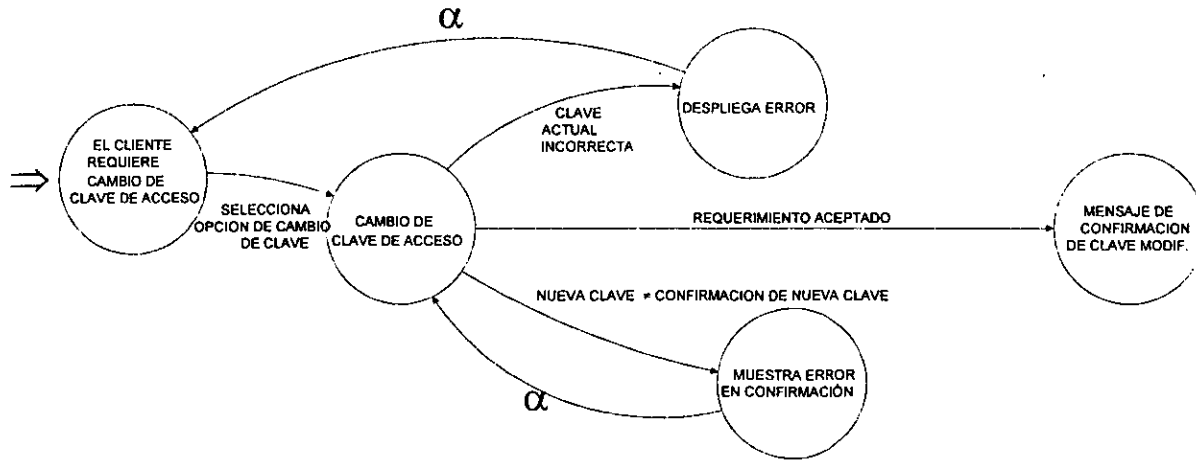 α
DESPLIEGA ERROR
CLAVE
ACTUAL
INCORRECTA
EL CLIENTE
REQUIERE
CAMBIO DE
CLAVE DE ACCESO
SELECCIONA
OPCION DE CAMBIO
DE CLAVE
CAMBIO DE
CLAVE DE ACCESO
REQUERIMIENTO ACEPTADO
MENSAJE DE
CONFIRMACION
DE CLAVE MODIF.
NUEVA CLAVE ≠ CONFIRMACION DE NUEVA CLAVE
MUESTRA ERROR
EN CONFIRMACIÓN
α